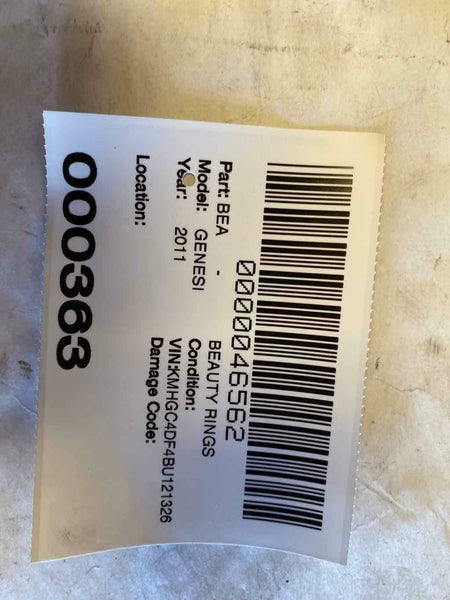 0000046562
Part: BEA - BEAUTY RINGS
Model: GENESI Condition:
Year: 2011 VIN:KMHGC4DF4BU121326
Damage Code:
Location:
000363